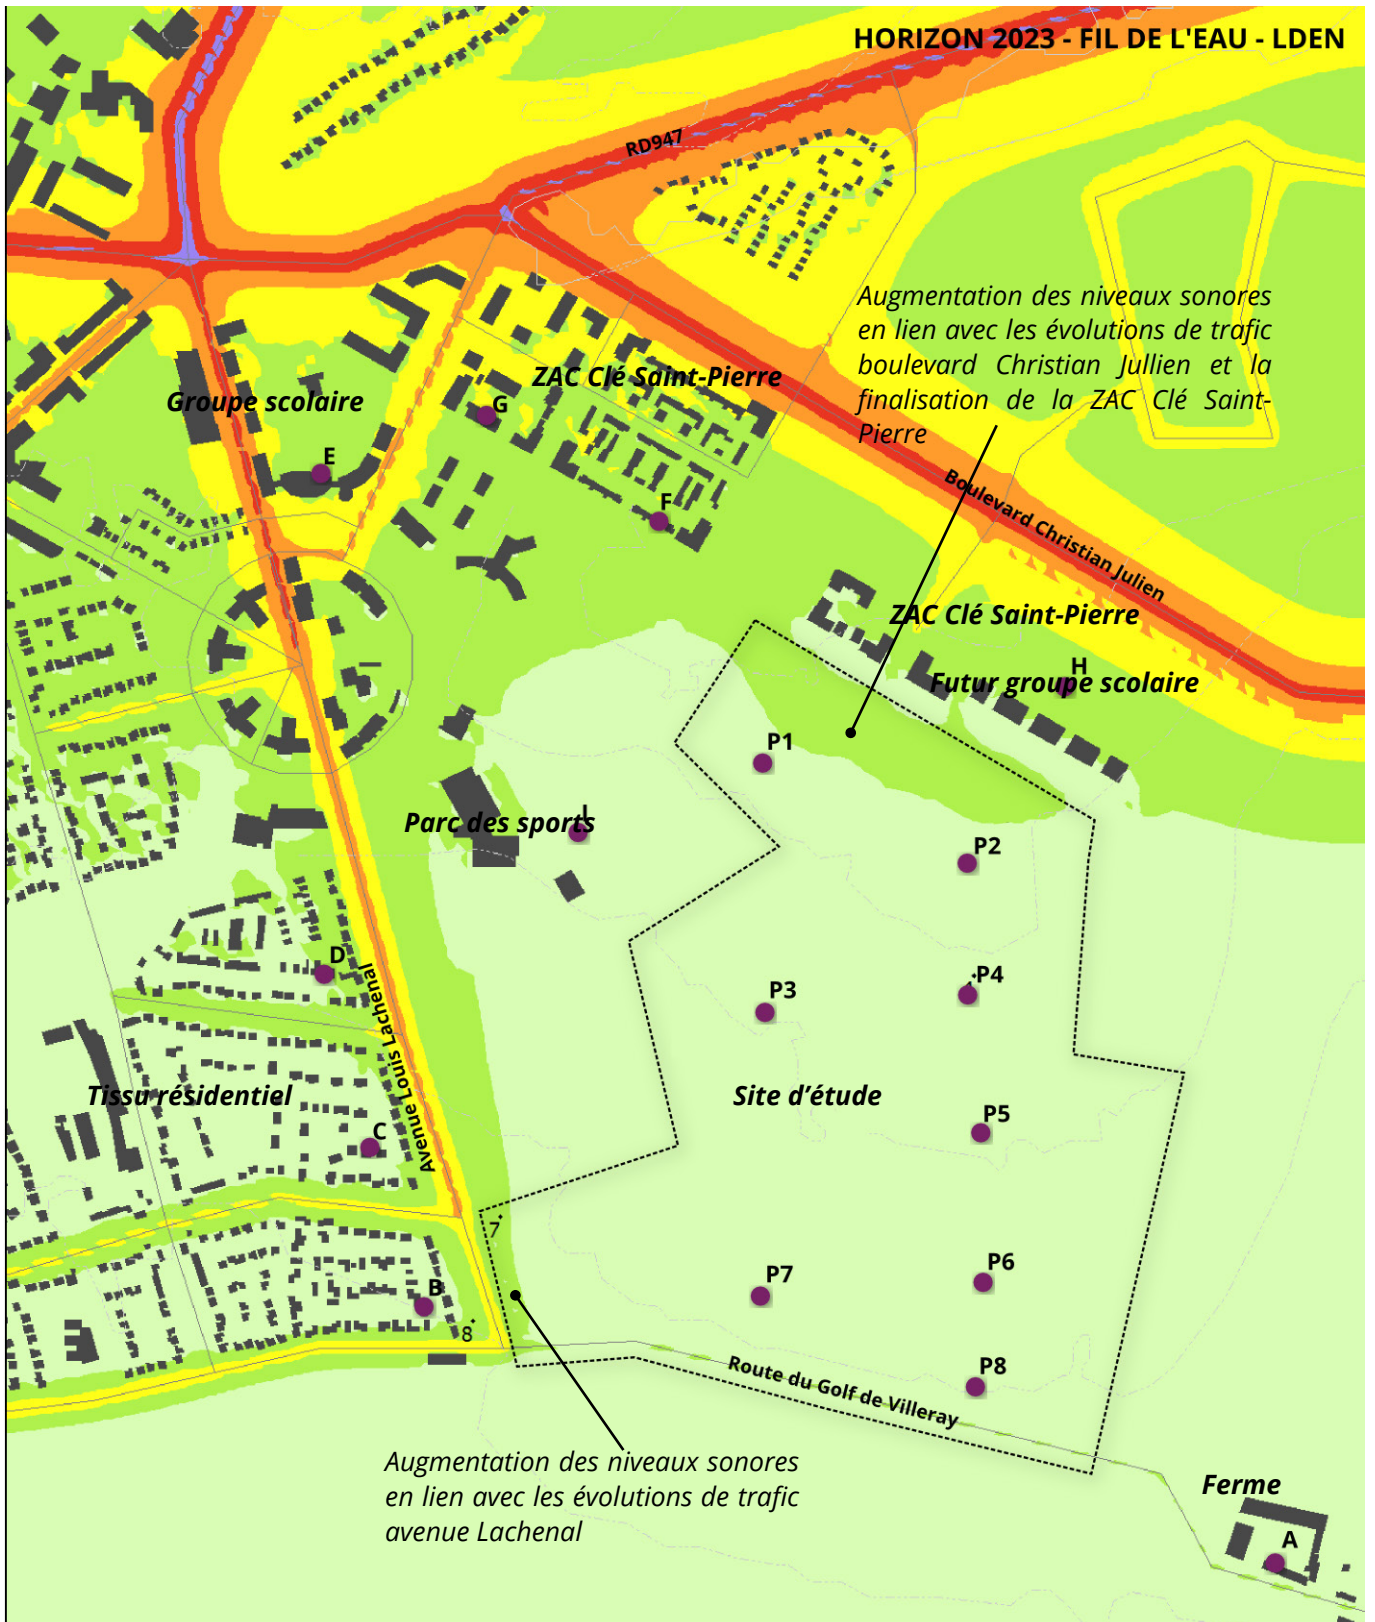 HORIZON 2023 - FIL DE L'EAU - LDEN
RD947
Augmentation des niveaux sonores
en lien avec les évolutions de trafic
boulevard Christian Jullien et la
finalisation de la ZAC Clé Saint-
Pierre
ZAC Clé Saint-Pierre
Groupe scolaire
G
E
F
Boulevard Christian Julien
ZAC Clé Saint-Pierre
H
Futur groupe scolaire
P1
I
Parc des sports
P2
D
P4
P3
Avenue Louis Lachenal
Tissu résidentiel
Site d’étude
P5
C
7
P6
P7
B
8
P8
Route du Golf de Villeray
Augmentation des niveaux sonores
en lien avec les évolutions de trafic
avenue Lachenal
Ferme
A